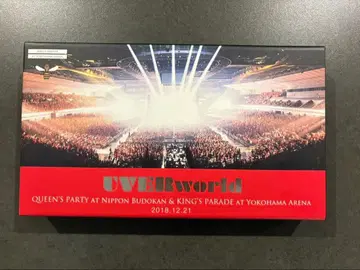 UVERworld
QUEEN'S PARTY AT NIPPON BUDOKAN & KING'S PARADE AT YOKOHAMA ARENA
2018.12.21